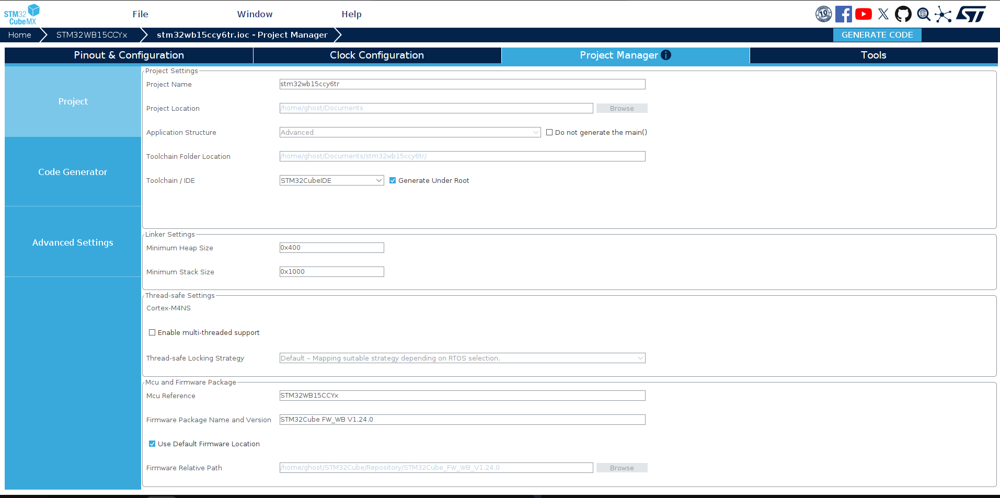 STM32
CubeMX
File
Window
Help
10
Home
STM32WB15CCYx
stm32wb15ccy6tr.ioc - Project Manager
GENERATE CODE
Pinout & Configuration
Clock Configuration
Project Manager
Tools
Project
Code Generator
Advanced Settings
Project Settings
Project Name
stm32wb15ccy6tr
Project Location
/home/ghost/Documents
Browse
Application Structure
Advanced
Do not generate the main()
Toolchain Folder Location
/home/ghost/Documents/stm32wb15ccy6tr/
Toolchain / IDE
STM32CubeIDE
Generate Under Root
Linker Settings
Minimum Heap Size
0x400
Minimum Stack Size
0x1000
Thread-safe Settings
Cortex-M4NS
Enable multi-threaded support
Thread-safe Locking Strategy
Default – Mapping suitable strategy depending on RTOS selection.
Mcu and Firmware Package
Mcu Reference
STM32WB15CCYx
Firmware Package Name and Version
STM32Cube FW_WB V1.24.0
Use Default Firmware Location
Firmware Relative Path
/home/ghost/STM32Cube/Repository/STM32Cube_FW_WB_V1.24.0
Browse